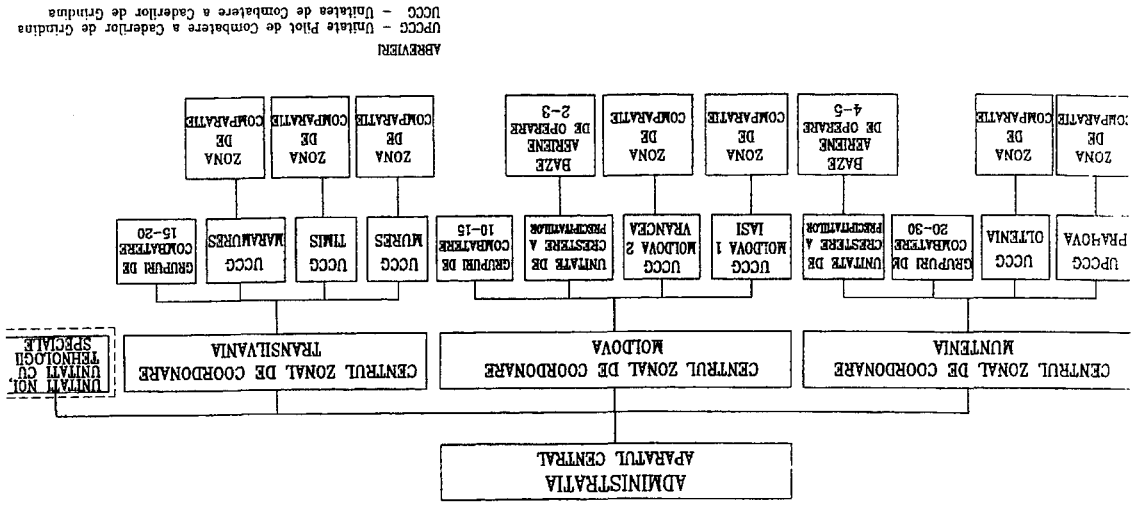 ADMINISTRATIA
APARATUL CENTRAL
CENTRUL ZONAL DE COORDONARE
MUNTENIA
CENTRUL ZONAL DE COORDONARE
MOLDOVA
CENTRUL ZONAL DE COORDONARE
TRANSILVANIA
UNITATI NOI,
UNITATI CU
TEHNOLOGII
SPECIALE
UPCCG
PRAHOVA
UCCG
OLTENIA
GRUPURI DE
COMBATERE
20-30
UNITATE DE
CRESTERE A
PRECIPITATIILOR
UCCG
MOLDOVA 1
IASI
UCCG
MOLDOVA 2
VRANCEA
UNITATE DE
CRESTERE A
PRECIPITATIILOR
GRUPURI DE
COMBATERE
10-15
UCCG
MURES
UCCG
TIMIS
UCCG
MARAMURES
GRUPURI DE
COMBATERE
15-20
ZONA
DE
COMPARATIE
ZONA
DE
COMPARATIE
BAZE
AERIENE
DE OPERARE
4-5
ZONA
DE
COMPARATIE
ZONA
DE
COMPARATIE
BAZE
AERIENE
DE OPERARE
2-3
ZONA
DE
COMPARATIE
ZONA
DE
COMPARATIE
ZONA
DE
COMPARATIE
ABREVIERI
UPCCG - Unitate Pilot de Combatere a Caderilor de Grindina
UCCG - Unitatea de Combatere a Caderilor de Grindina